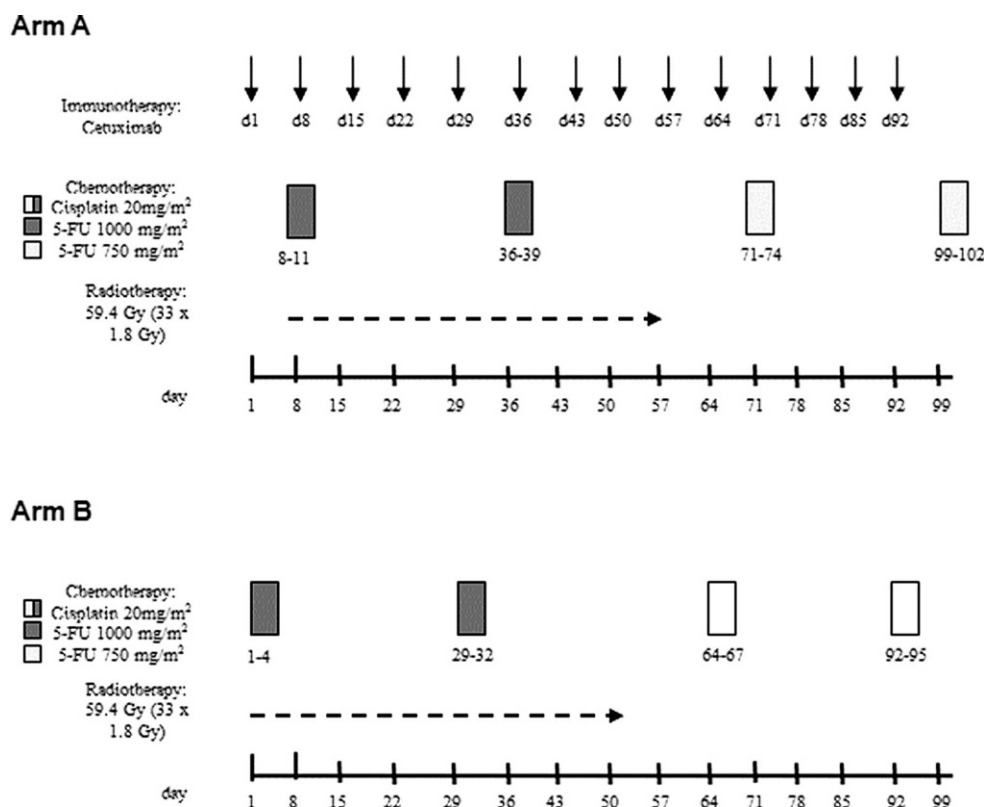 Arm A
Immunotherapy:
Cetuximab
d1 d8 d15 d22 d29 d36 d43 d50 d57 d64 d71 d78 d85 d92
Chemotherapy:
Cisplatin 20mg/m²
5-FU 1000 mg/m²
5-FU 750 mg/m²
8-11 36-39 71-74 99-102
Radiotherapy:
59.4 Gy (33 x
1.8 Gy)
day
1 8 15 22 29 36 43 50 57 64 71 78 85 92 99
Arm B
Chemotherapy:
Cisplatin 20mg/m²
5-FU 1000 mg/m²
5-FU 750 mg/m²
1-4 29-32 64-67 92-95
Radiotherapy:
59.4 Gy (33 x
1.8 Gy)
day
1 8 15 22 29 36 43 50 57 64 71 78 85 92 99